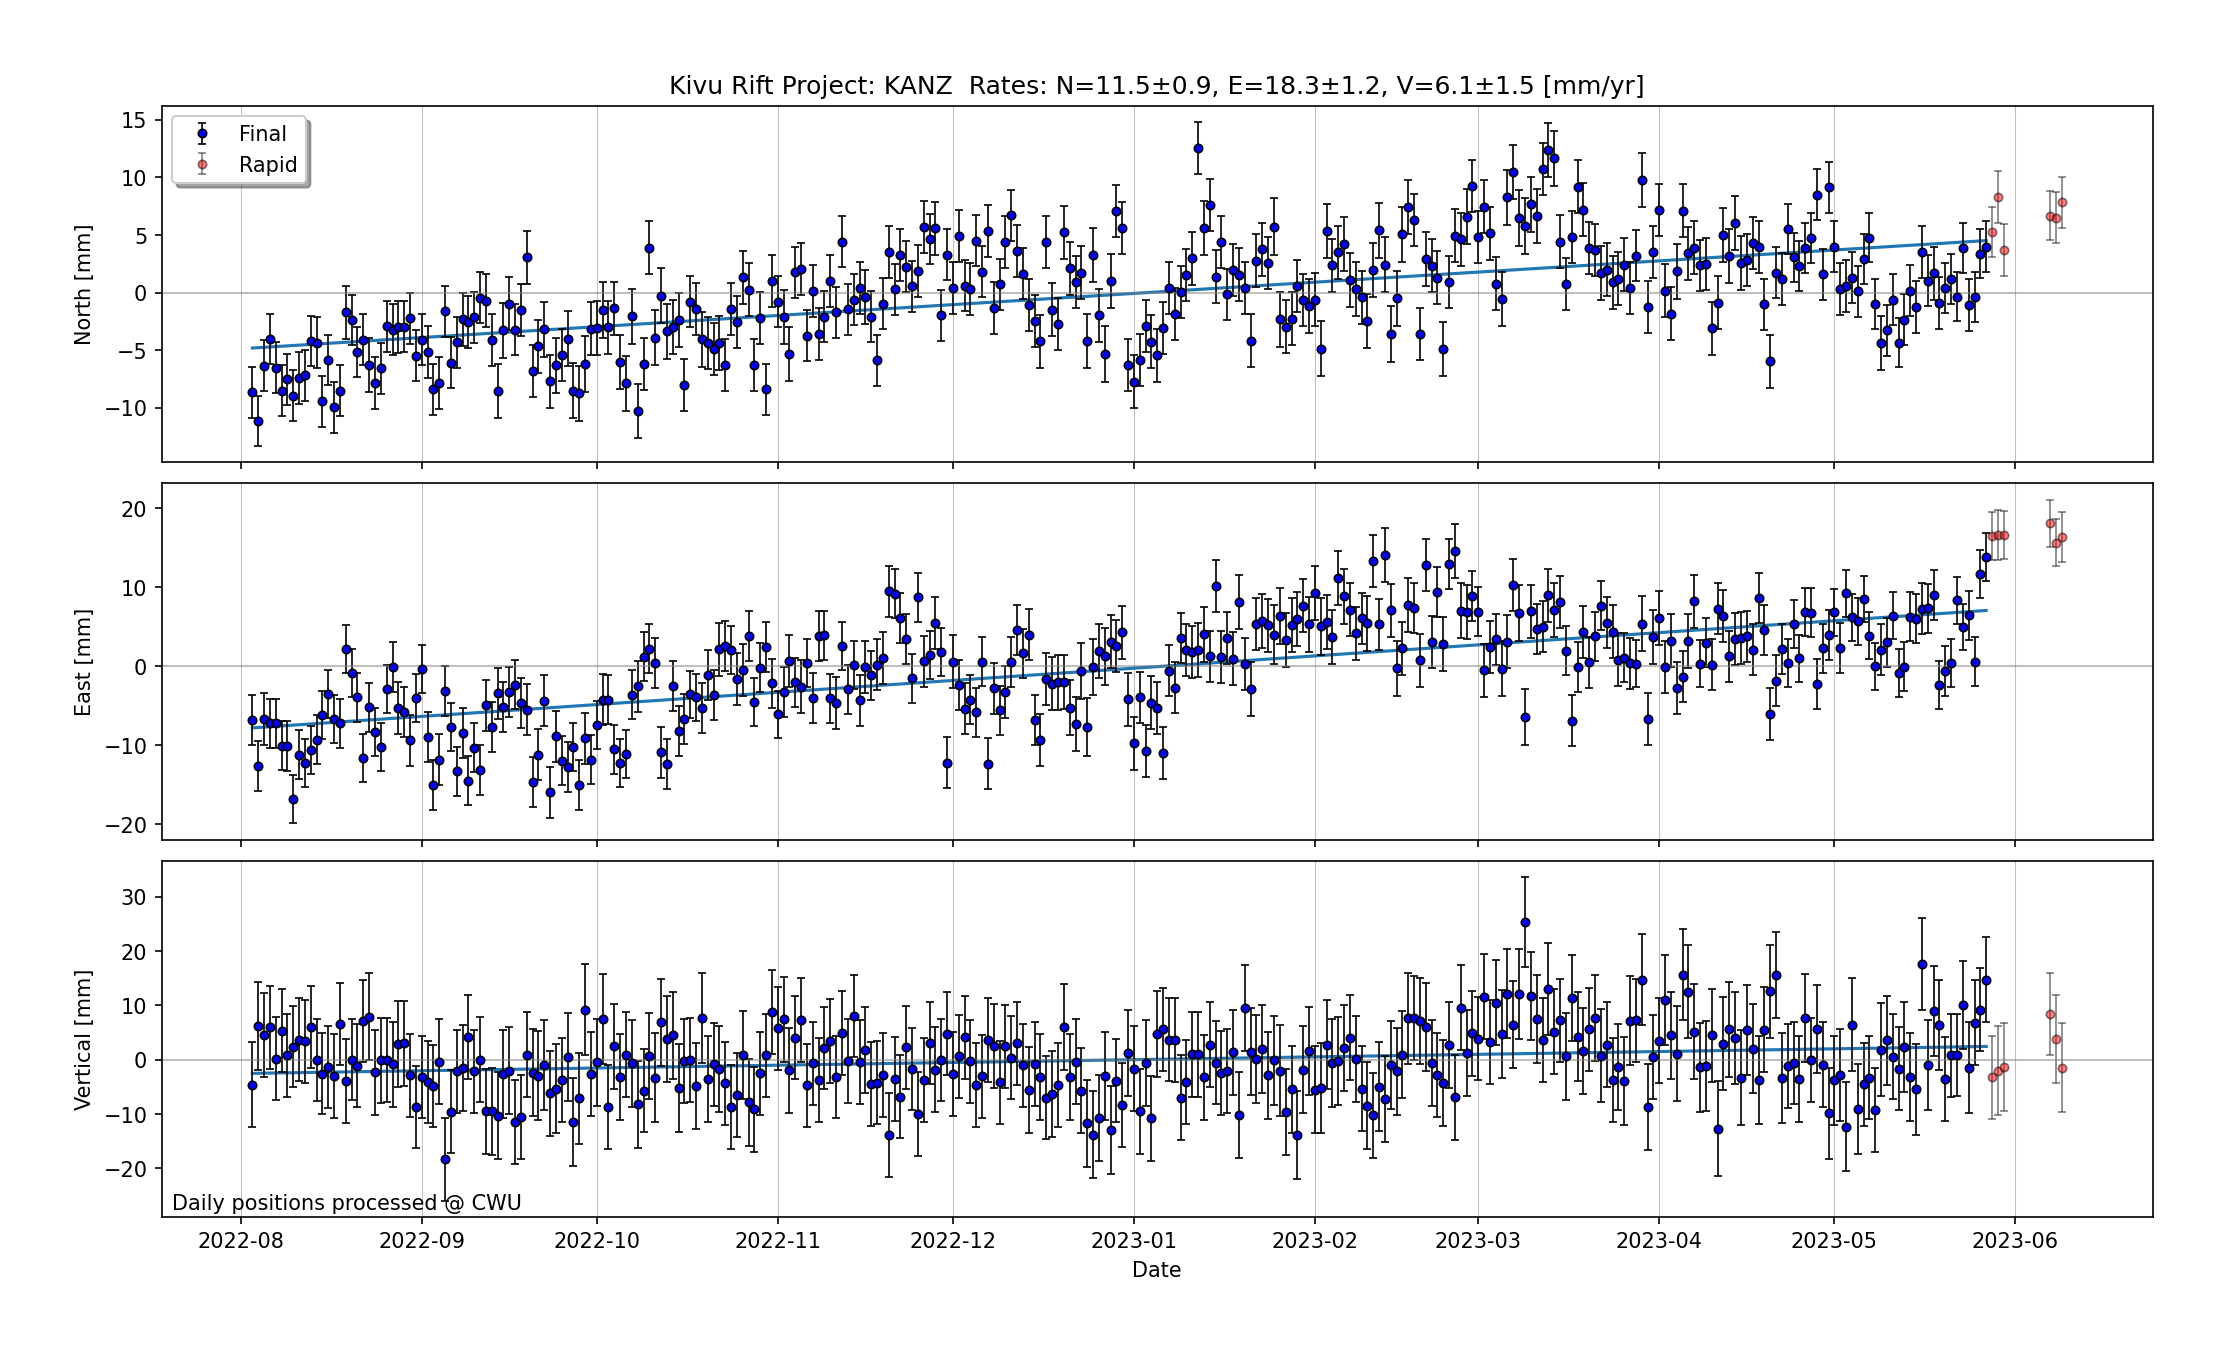 Kivu Rift Project: KANZ  Rates: N=11.5±0.9, E=18.3±1.2, V=6.1±1.5 [mm/yr]
Final
Rapid
North [mm]
15
10
5
0
−5
−10
East [mm]
20
10
0
−10
−20
Vertical [mm]
30
20
10
0
−10
−20
Daily positions processed @ CWU
2022-08 2022-09 2022-10 2022-11 2022-12 2023-01 2023-02 2023-03 2023-04 2023-05 2023-06
Date